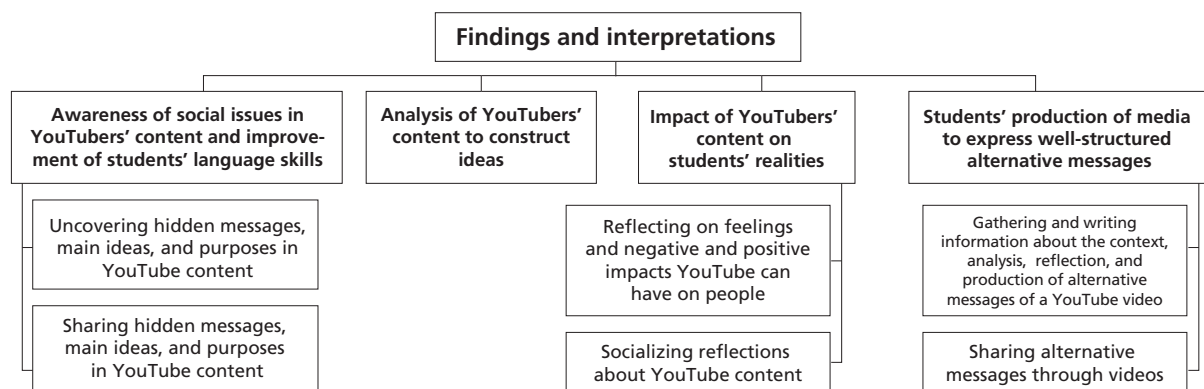 Findings and interpretations
Awareness of social issues in
YouTubers’ content and improve-
ment of students’ language skills
Analysis of YouTubers’
content to construct
ideas
Impact of YouTubers’
content on
students’ realities
Students’ production of media
to express well-structured
alternative messages
Uncovering hidden messages,
main ideas, and purposes in
YouTube content
Sharing hidden messages,
main ideas, and purposes
in YouTube content
Reflecting on feelings
and negative and positive
impacts YouTube can
have on people
Socializing reflections
about YouTube content
Gathering and writing
information about the context,
analysis, reflection, and
production of alternative
messages of a YouTube video
Sharing alternative
messages through videos